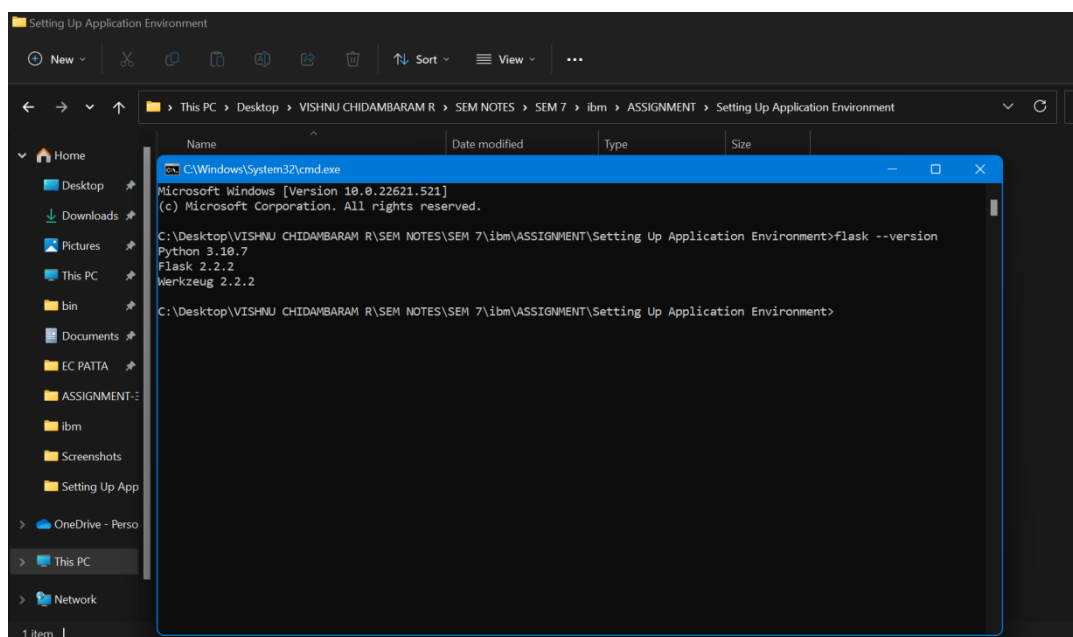 Setting Up Application Environment
New
Sort
View
This PC > Desktop > VISHNU CHIDAMBARAM R > SEM NOTES > SEM 7 > ibm > ASSIGNMENT > Setting Up Application Environment
Name Date modified Type Size
Home
Desktop
Downloads
Pictures
This PC
bin
Documents
EC PATTA
ASSIGNMENT-
ibm
Screenshots
Setting Up App
OneDrive - Perso
This PC
Network
1 item
C:\Windows\System32\cmd.exe
Microsoft Windows [Version 10.0.22621.521]
(c) Microsoft Corporation. All rights reserved.
C:\Desktop\VISHNU CHIDAMBARAM R\SEM NOTES\SEM 7\ibm\ASSIGNMENT\Setting Up Application Environment>flask --version
Python 3.10.7
Flask 2.2.2
Werkzeug 2.2.2
C:\Desktop\VISHNU CHIDAMBARAM R\SEM NOTES\SEM 7\ibm\ASSIGNMENT\Setting Up Application Environment>